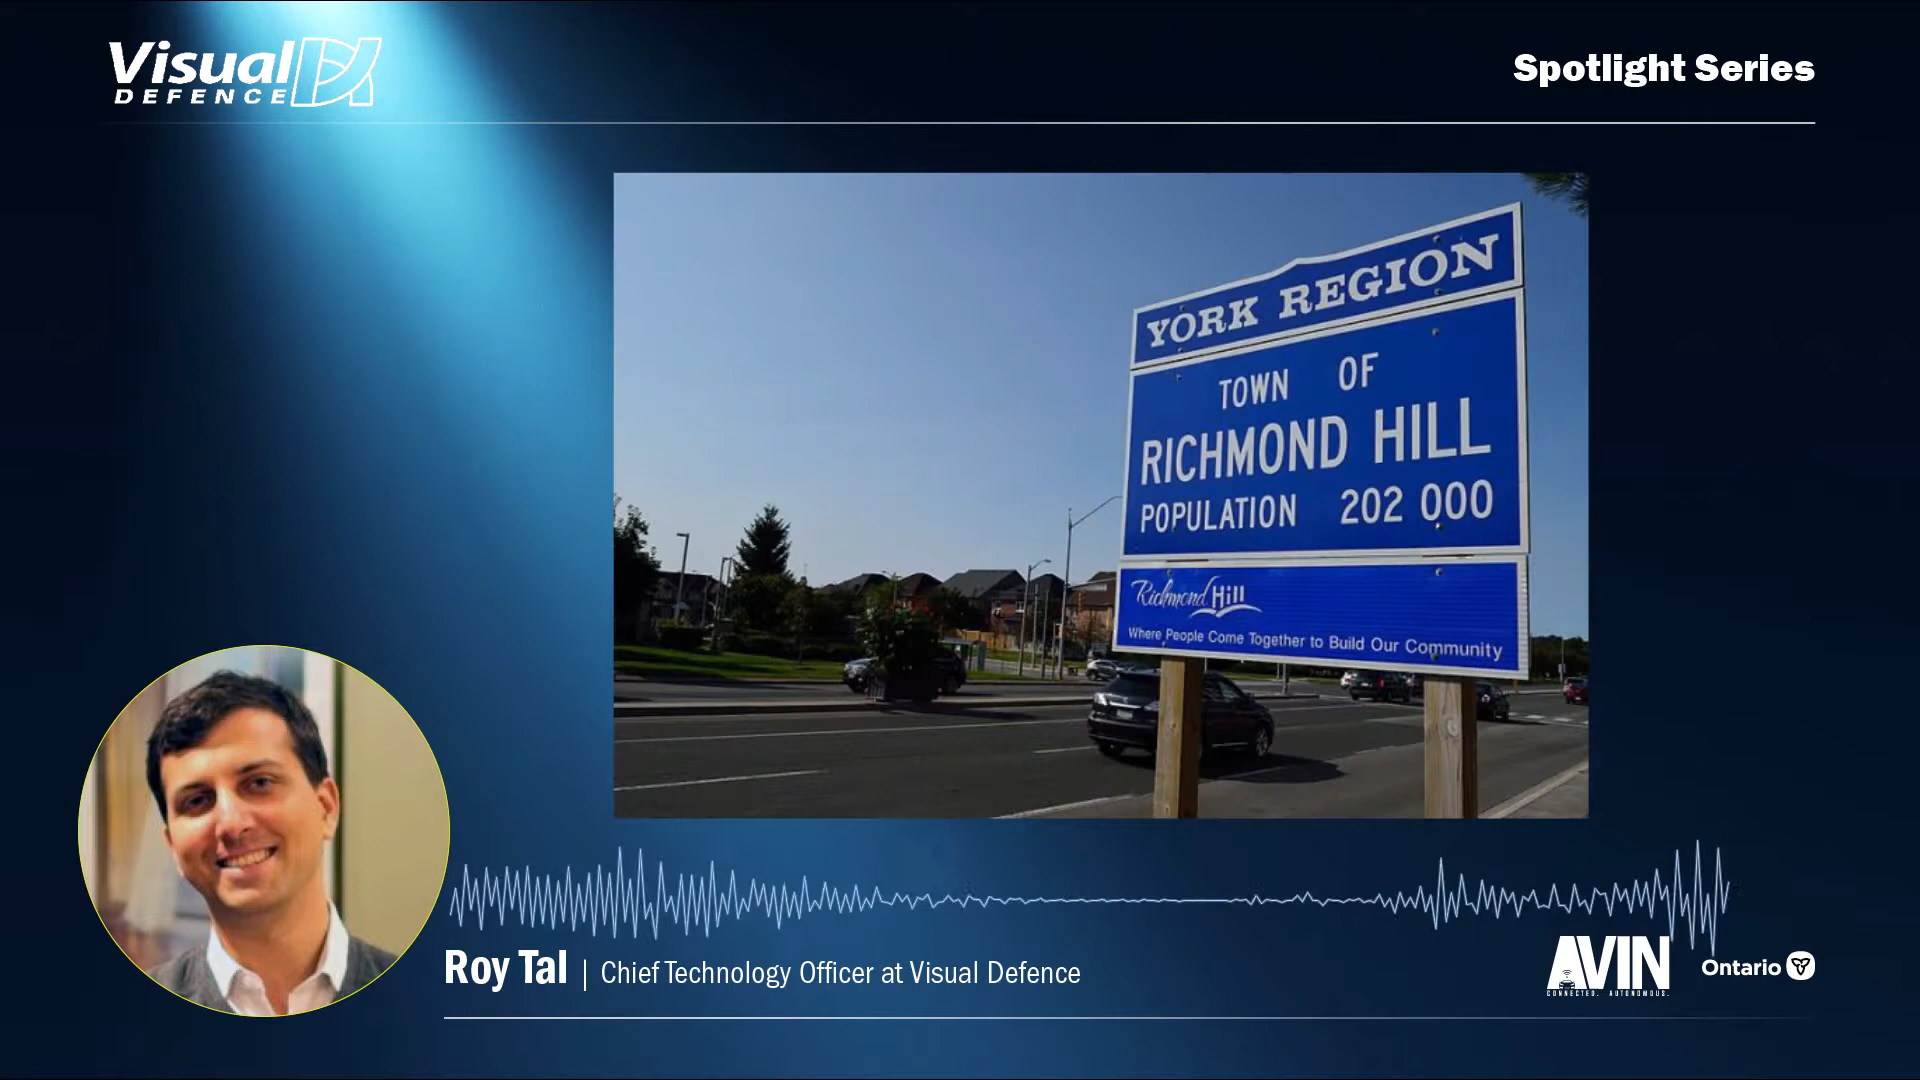 Visual
DEFENCE
Spotlight Series
YORK REGION
TOWN OF
RICHMOND HILL
POPULATION 202 000
Richmond Hill
Where People Come Together to Build Our Community
Roy Tal | Chief Technology Officer at Visual Defence
AVIN
CONNECTED. AUTONOMOUS.
Ontario